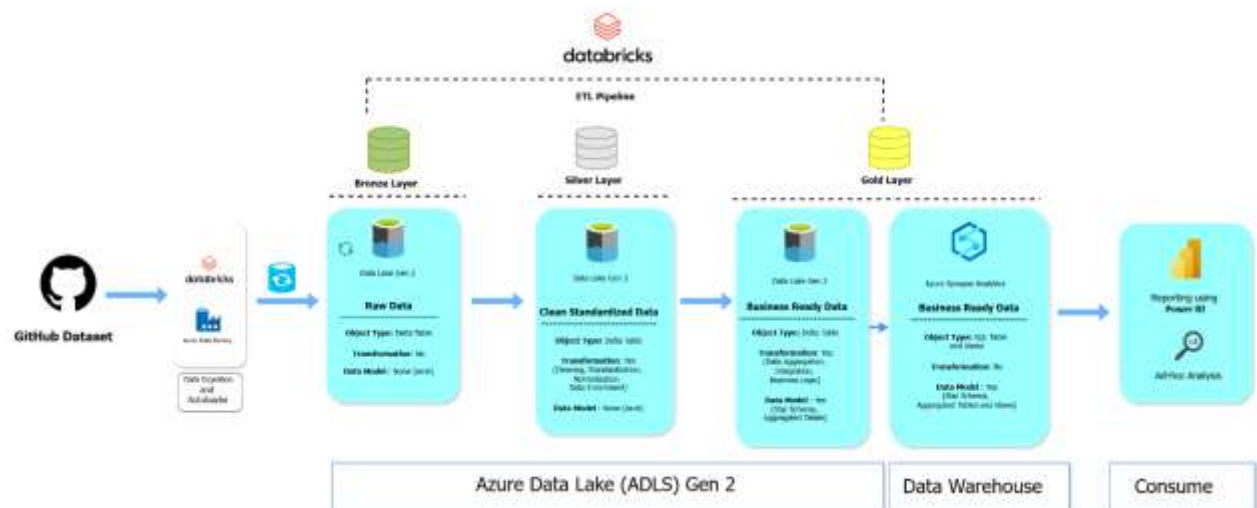 databricks
ETL Pipeline
Bronze Layer
Silver Layer
Gold Layer
GitHub Dataset
databricks
Azure Data Factory
Data Ingestion
and
Autoloader
Data Lake Gen 2
Raw Data
Object Type: Delta Table
Transformation: No
Data Model : None
Data Lake Gen 2
Clean Standardized Data
Object Type: Delta Table
Transformation: Yes
Standardization,
Normalization,
Data Enrichment)
Data Model : None
Data Lake Gen 2
Business Ready Data
Object Type: Delta Table
Transformation: Yes
(Data Aggregation,
Integration,
Business Logic)
Data Model : Yes
(Star Schema,
Aggregated Tables)
Azure Synapse Analytics
Business Ready Data
Object Type: SQL Table
and Views
Transformation: No
Data Model : Yes
(Star Schema,
Aggregated Tables and Views)
Reporting using
Power BI
Ad-Hoc Analysis
Azure Data Lake (ADLS) Gen 2
Data Warehouse
Consume